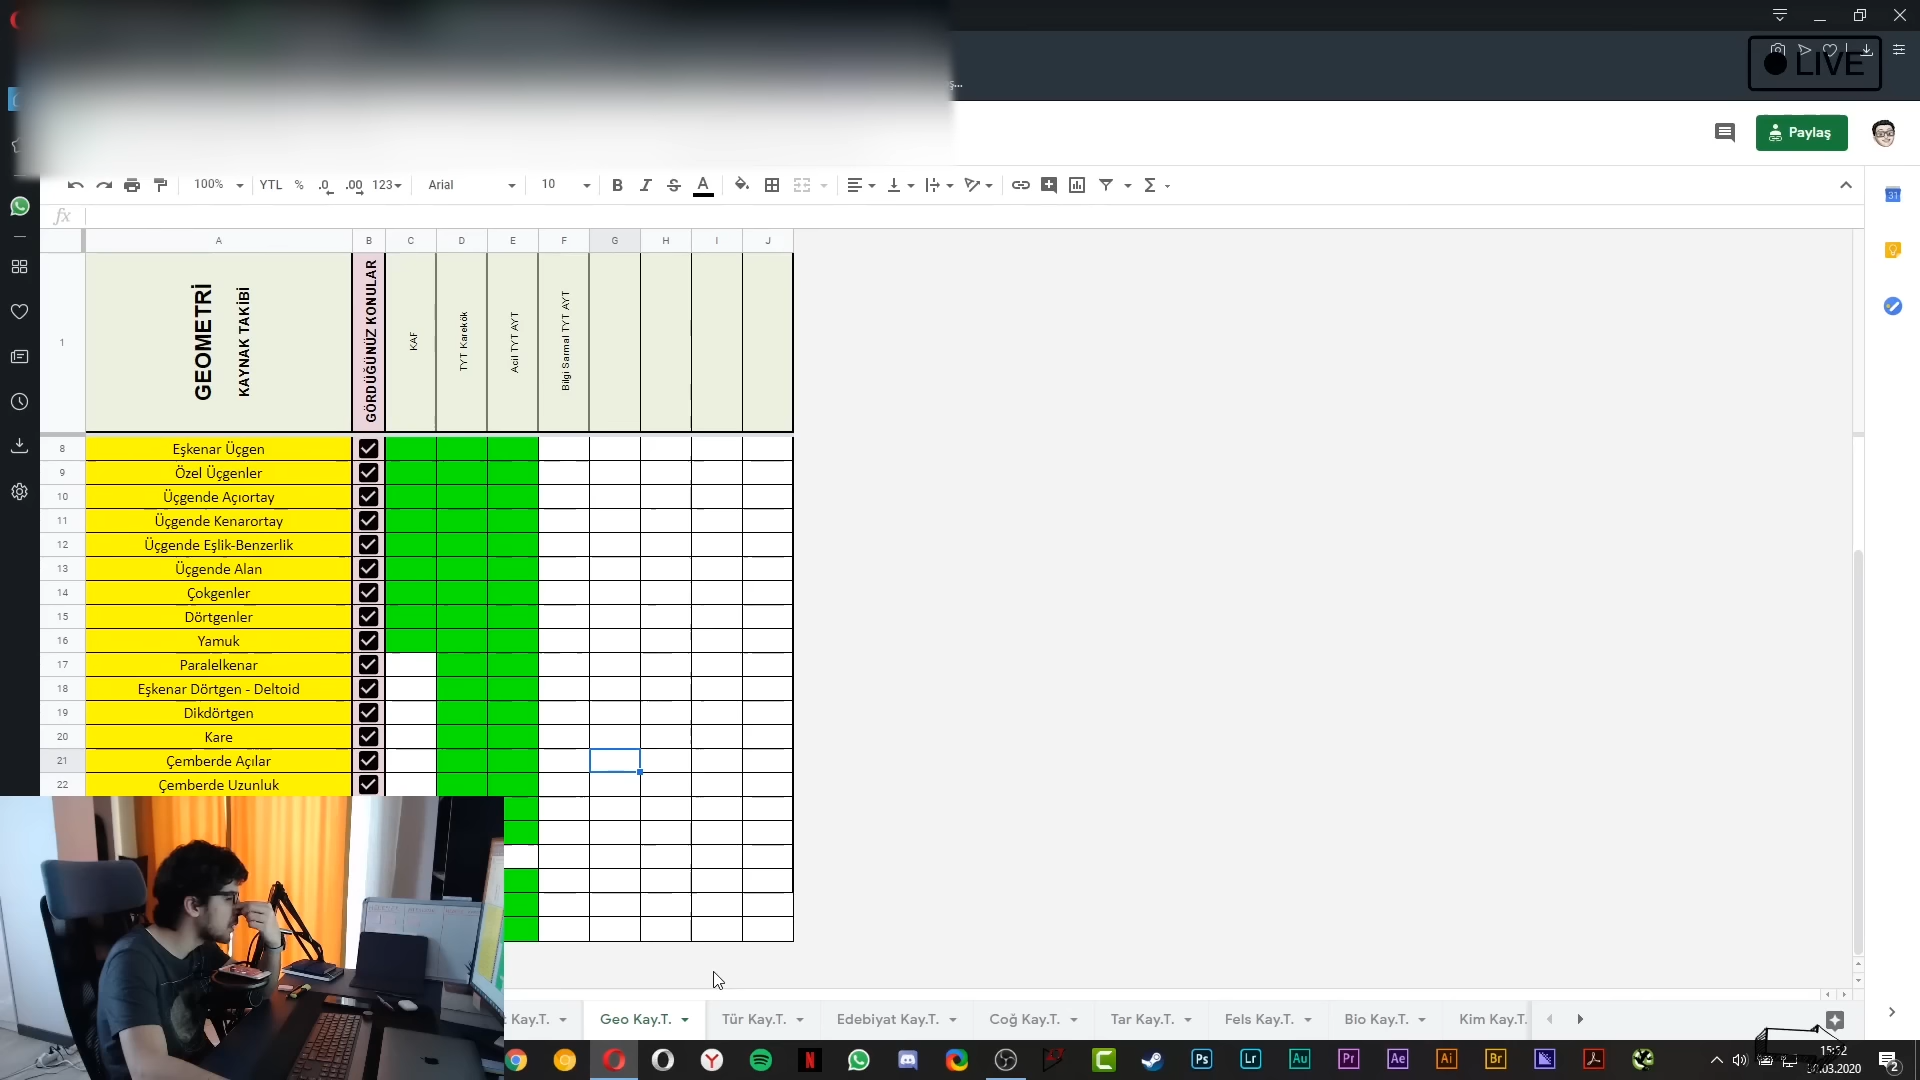 LIVE
Paylaş
100%
YTL
%
.0
.00
123
Arial
10
B
I
S
A
Σ
31
fx
A
B
C
D
E
F
G
H
I
J
1
GEOMETRİ
KAYNAK TAKİBİ
GÖRDÜĞÜNÜZ KONULAR
KAF
TYT Karekök
Acil TYT AYT
Bilgi Sarmal TYT AYT
8 Eşkenar Üçgen
9 Özel Üçgenler
10 Üçgende Açıortay
11 Üçgende Kenarortay
12 Üçgende Eşlik-Benzerlik
13 Üçgende Alan
14 Çokgenler
15 Dörtgenler
16 Yamuk
17 Paralelkenar
18 Eşkenar Dörtgen - Deltoid
19 Dikdörtgen
20 Kare
21 Çemberde Açılar
22 Çemberde Uzunluk
Kay.T.
Geo Kay.T.
Tür Kay.T.
Edebiyat Kay.T.
Coğ Kay.T.
Tar Kay.T.
Fels Kay.T.
Bio Kay.T.
Kim Kay.T.
N
Ps
Lr
Au
Pr
Ae
Ai
Br
2